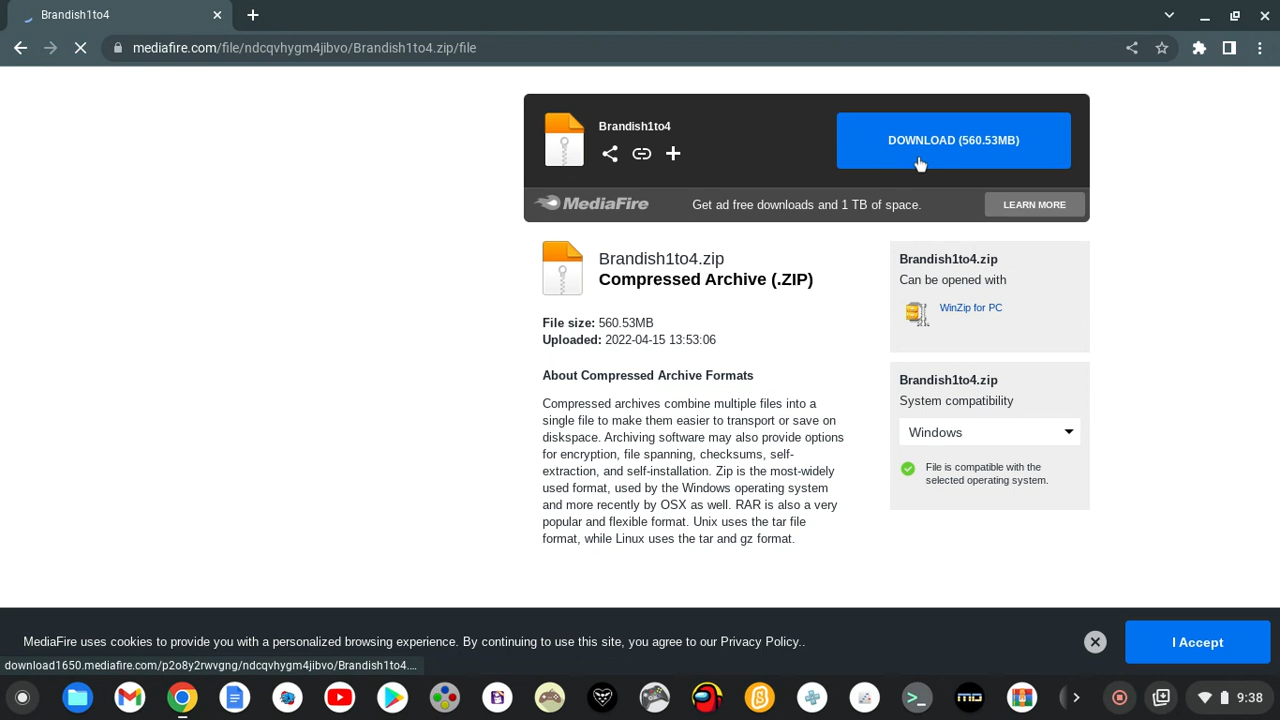 Brandish1to4
mediafire.com/file/ndcqvhygm4jibvo/Brandish1to4.zip/file
Brandish1to4
DOWNLOAD (560.53MB)
MediaFire
Get ad free downloads and 1 TB of space.
LEARN MORE
Brandish1to4.zip
Compressed Archive (.ZIP)
File size: 560.53MB
Uploaded: 2022-04-15 13:53:06
About Compressed Archive Formats
Compressed archives combine multiple files into a
single file to make them easier to transport or save on
diskspace. Archiving software may also provide options
for encryption, file spanning, checksums, self-
extraction, and self-installation. Zip is the most-widely
used format, used by the Windows operating system
and more recently by OSX as well. RAR is also a very
popular and flexible format. Unix uses the tar file
format, while Linux uses the tar and gz format.
Brandish1to4.zip
Can be opened with
WinZip for PC
Brandish1to4.zip
System compatibility
Windows
File is compatible with the
selected operating system.
MediaFire uses cookies to provide you with a personalized browsing experience. By continuing to use this site, you agree to our Privacy Policy..
I Accept
download1650.mediafire.com/p2o8y2rwvgng/ndcqvhygm4jibvo/Brandish1to4....
9:38